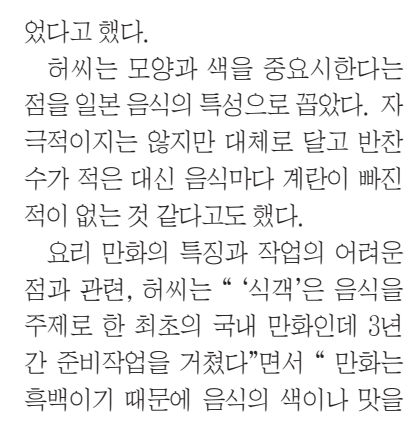 었다고 했다.
허씨는 모양과 색을 중요시한다는
점을 일본 음식의 특성으로 꼽았다. 자
극적이지는 않지만 대체로 달고 반찬
수가 적은 대신 음식마다 계란이 빠진
적이 없는 것 같다고도 했다.
요리 만화의 특징과 작업의 어려운
점과 관련, 허씨는 “ ‘식객’은 음식을
주제로 한 최초의 국내 만화인데 3년
간 준비작업을 거쳤다”면서 “ 만화는
흑백이기 때문에 음식의 색이나 맛을